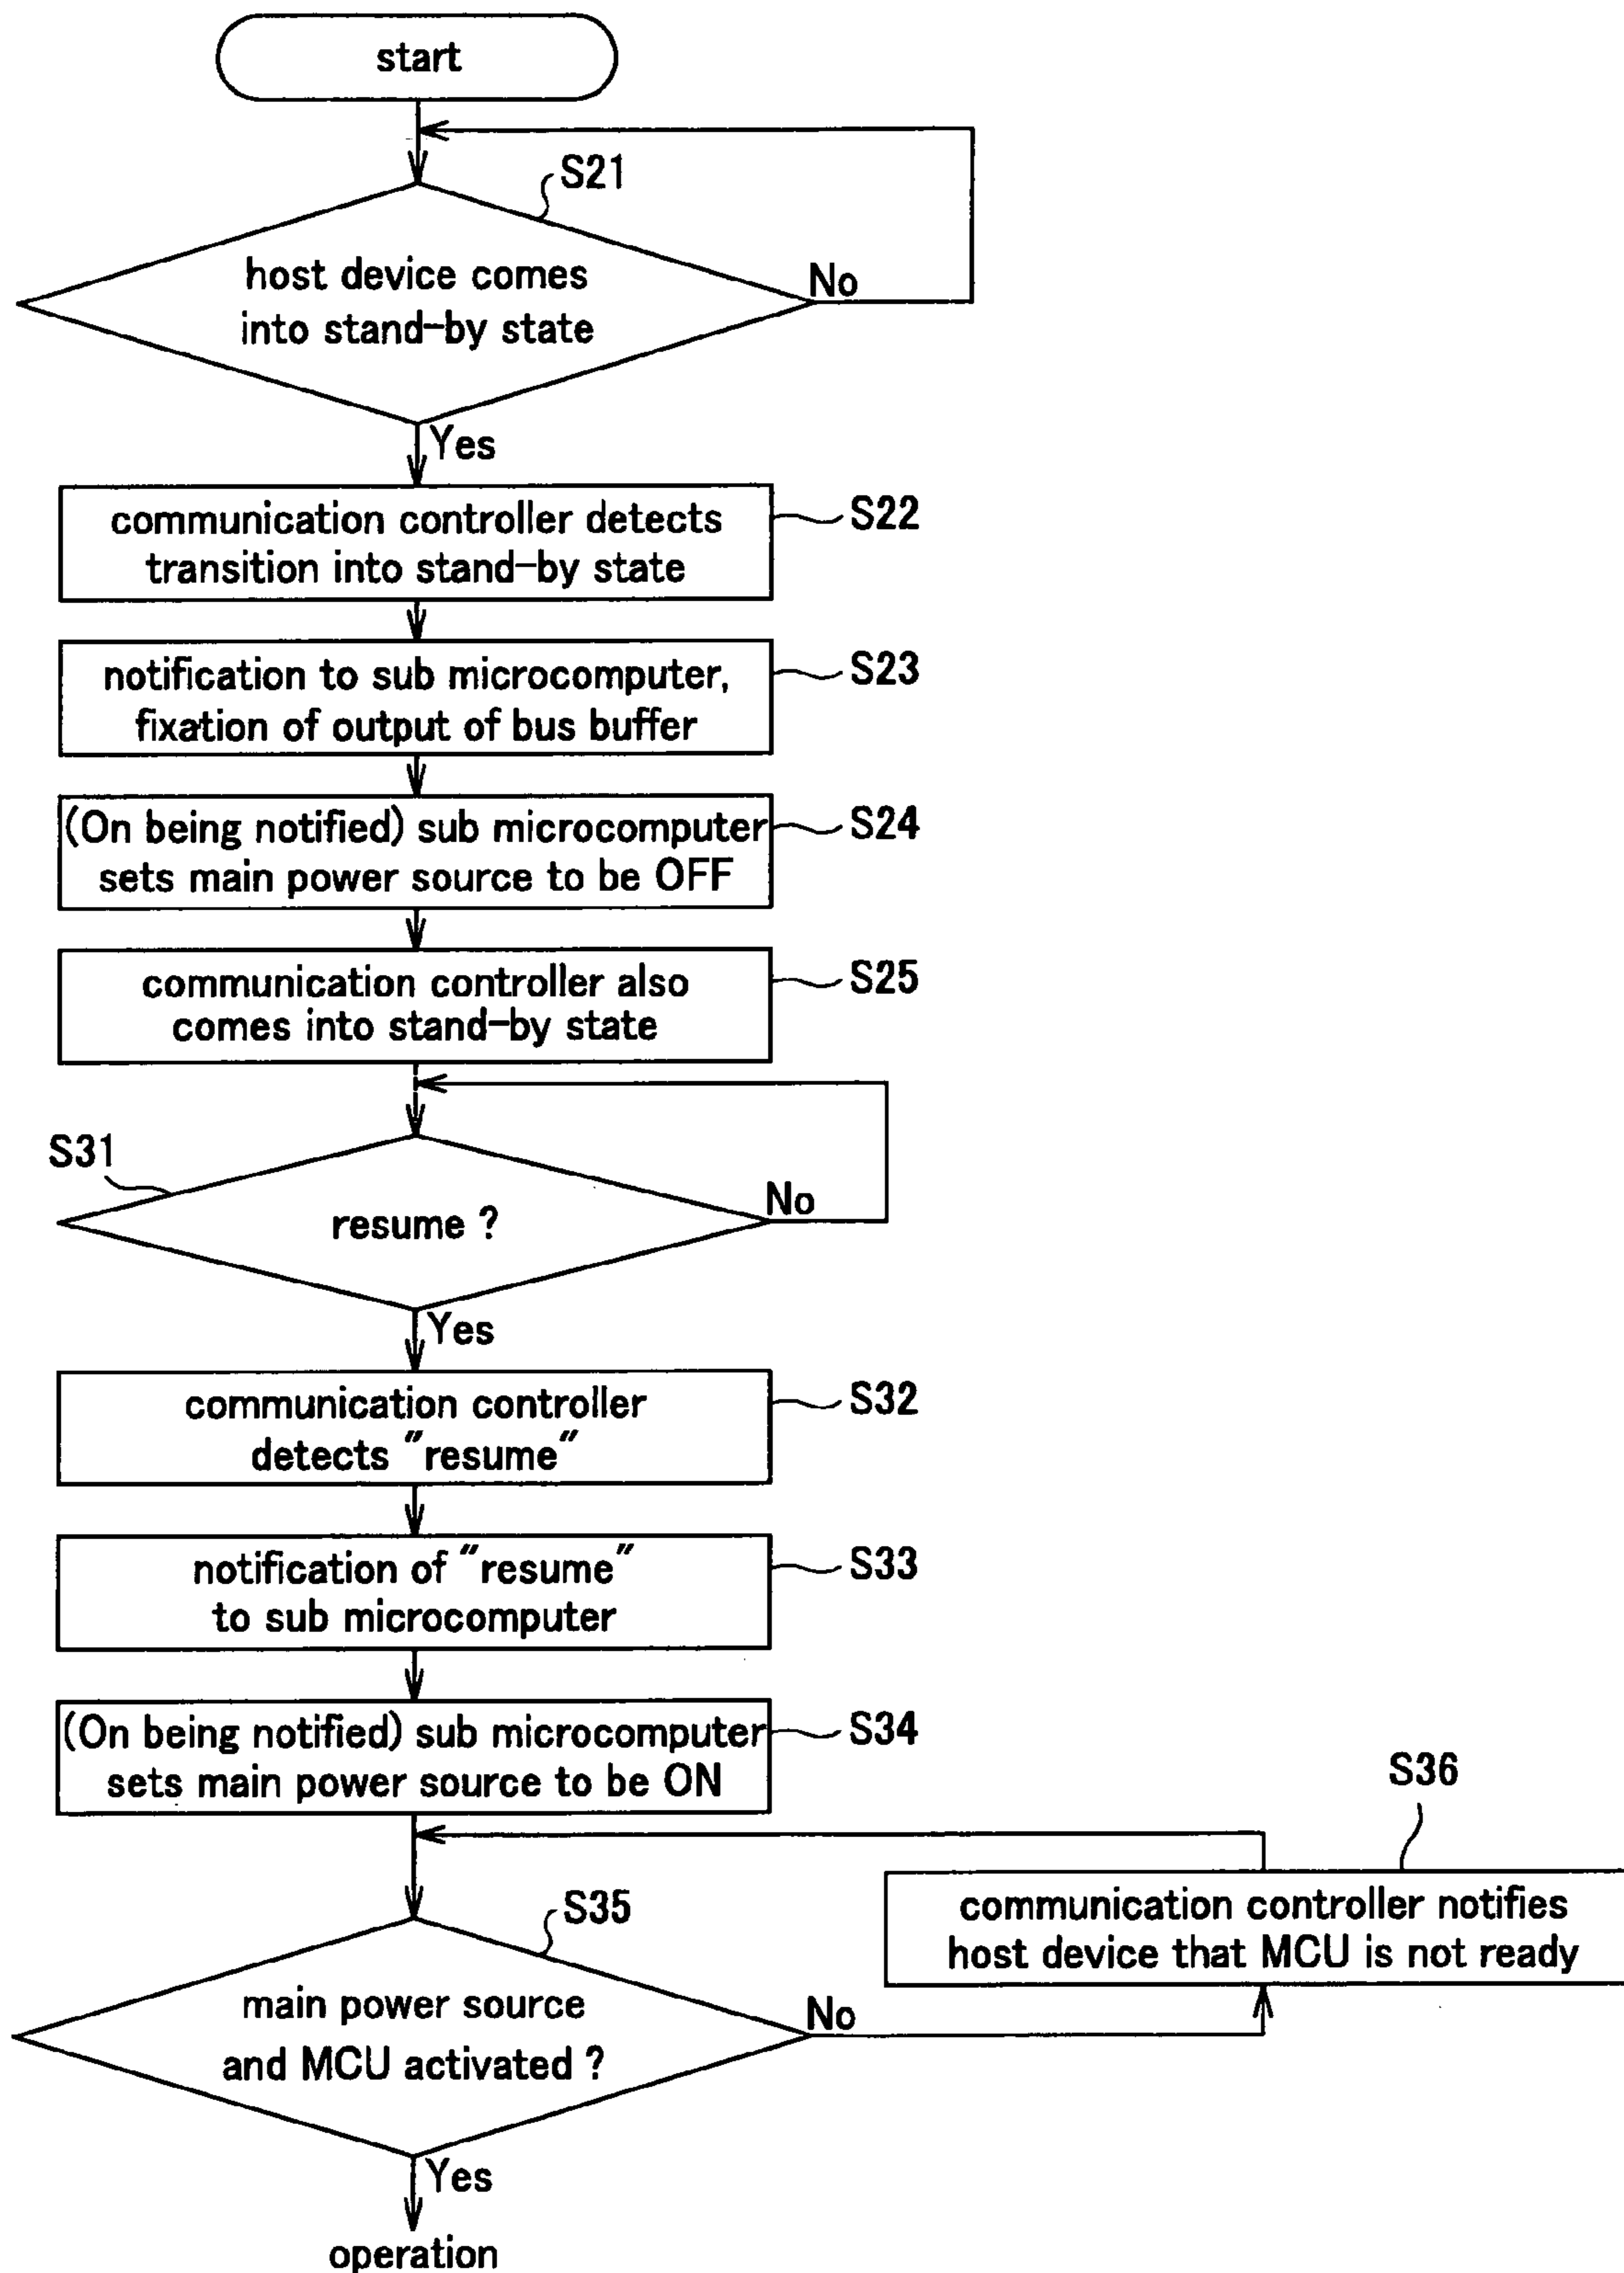 start
S21
host device comes
into stand-by state
No
Yes
communication controller detects
transition into stand-by state
S22
notification to sub microcomputer,
fixation of output of bus buffer
S23
(On being notified) sub microcomputer
sets main power source to be OFF
S24
communication controller also
comes into stand-by state
S25
S31
resume ?
No
Yes
communication controller
detects "resume"
S32
notification of "resume"
to sub microcomputer
S33
(On being notified) sub microcomputer
sets main power source to be ON
S34
S36
communication controller notifies
host device that MCU is not ready
S35
main power source
and MCU activated ?
No
Yes
operation